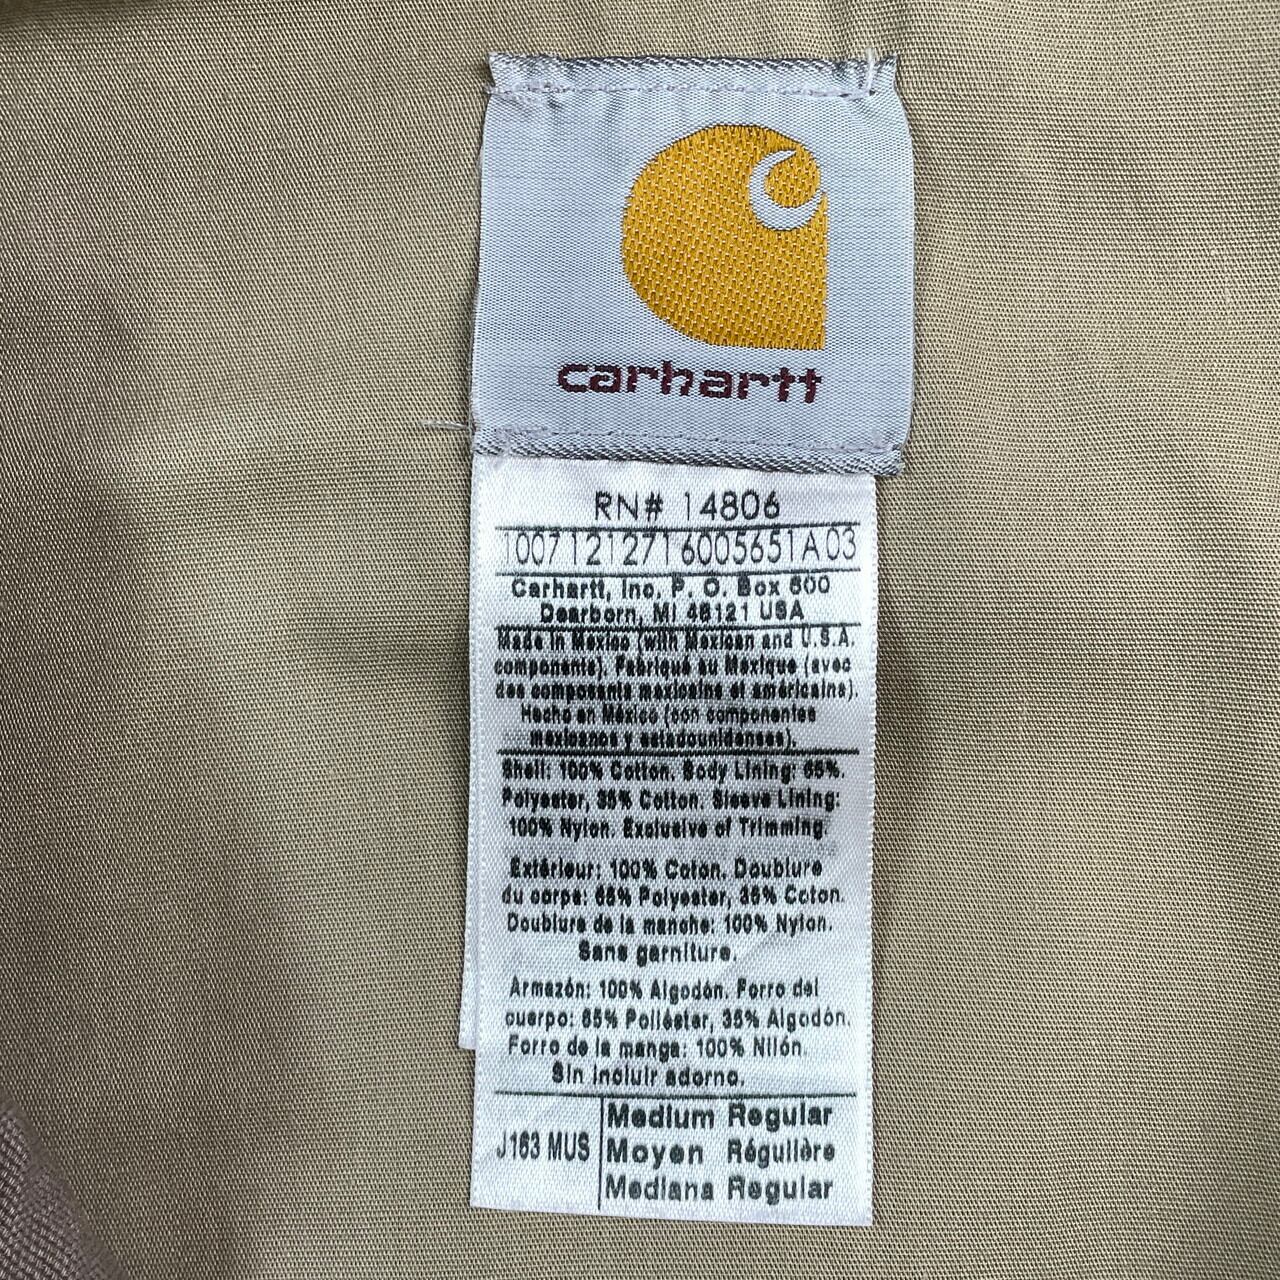 carhartt
RN# 14806
10071212716005651A 03
Carhartt, Inc. P. O. Box 600
Dearborn, MI 48121 USA
Made in Mexico (with Mexican and U.S.A.
components). Fabriqué au Mexique (avec
des composants mexicains et américains).
Hecho en México (con componentes
mexicanos y estadounidenses).
Shell: 100% Cotton. Body Lining: 65%.
Polyester, 35% Cotton. Sleeve Lining:
100% Nylon. Exclusive of Trimming.
Extérieur: 100% Coton. Doublure
du corps: 65% Polyester, 35% Coton.
Doublure de la manche: 100% Nylon.
Sans garniture.
Armazón: 100% Algodón. Forro del
cuerpo: 65% Poliéster, 35% Algodón.
Forro de la manga: 100% Nilón.
Sin incluir adorno.
J163 MUS
Medium Regular
Moyen Régulière
Mediana Regular